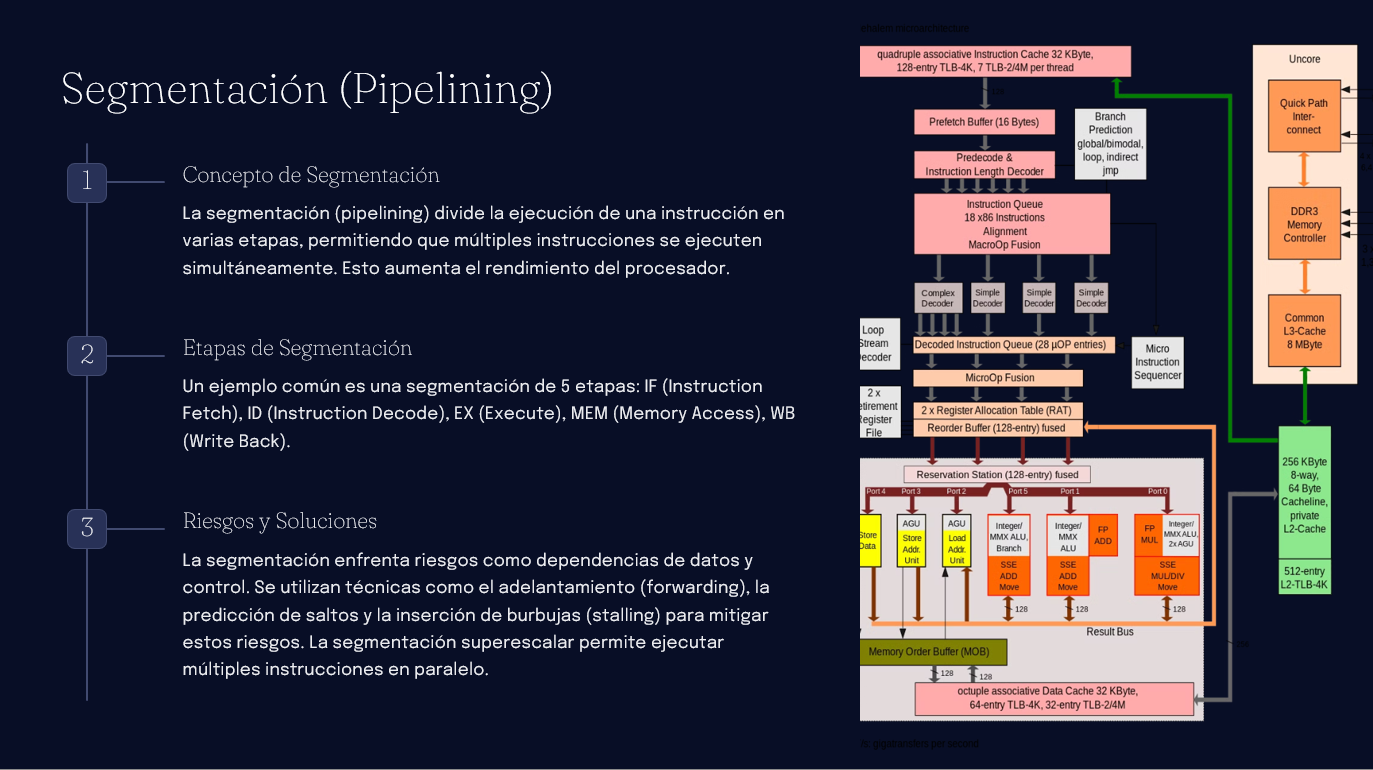 Segmentación (Pipelining)
1
Concepto de Segmentación
La segmentación (pipelining) divide la ejecución de una instrucción en
varias etapas, permitiendo que múltiples instrucciones se ejecuten
simultáneamente. Esto aumenta el rendimiento del procesador.
2
Etapas de Segmentación
Un ejemplo común es una segmentación de 5 etapas: IF (Instruction
Fetch), ID (Instruction Decode), EX (Execute), MEM (Memory Access), WB
(Write Back).
3
Riesgos y Soluciones
La segmentación enfrenta riesgos como dependencias de datos y
control. Se utilizan técnicas como el adelantamiento (forwarding), la
predicción de saltos y la inserción de burbujas (stalling) para mitigar
estos riesgos. La segmentación superescalar permite ejecutar
múltiples instrucciones en paralelo.
microarchitecture
quadruple associative Instruction Cache 32 KByte,
128-entry TLB-4K, 7 TLB-2/4M per thread
128
Prefetch Buffer (16 Bytes)
Predecode &
Instruction Length Decoder
Branch
Prediction
global/bimodal,
loop, indirect
jmp
Instruction Queue
18 x86 Instructions
Alignment
MacroOp Fusion
Complex
Decoder
Simple
Decoder
Simple
Decoder
Simple
Decoder
Loop
Stream
ecoder
Decoded Instruction Queue (28 µOP entries)
Micro
Instruction
Sequencer
MicroOp Fusion
2 x
etirement
Register
File
2 x Register Allocation Table (RAT)
Reorder Buffer (128-entry) fused
Reservation Station (128-entry) fused
Port 4
Port 3
Port 2
Port 5
Port 1
Port 0
Store
Data
AGU
Store
Addr.
Unit
AGU
Load
Addr.
Unit
Integer/
MMX ALU,
Branch
SSE
ADD
Move
Integer/
MMX
ALU
FP
ADD
SSE
ADD
Move
FP
MUL
Integer/
MMX ALU,
2x AGU
SSE
MUL/DIV
Move
128
128
128
Result Bus
Memory Order Buffer (MOB)
128
128
octuple associative Data Cache 32 KByte,
64-entry TLB-4K, 32-entry TLB-2/4M
gigatransfers per second
Uncore
Quick Path
Inter-
connect
DDR3
Memory
Controller
Common
L3-Cache
8 MByte
256 KByte
8-way,
64 Byte
Cacheline,
private
L2-Cache
512-entry
L2-TLB-4K